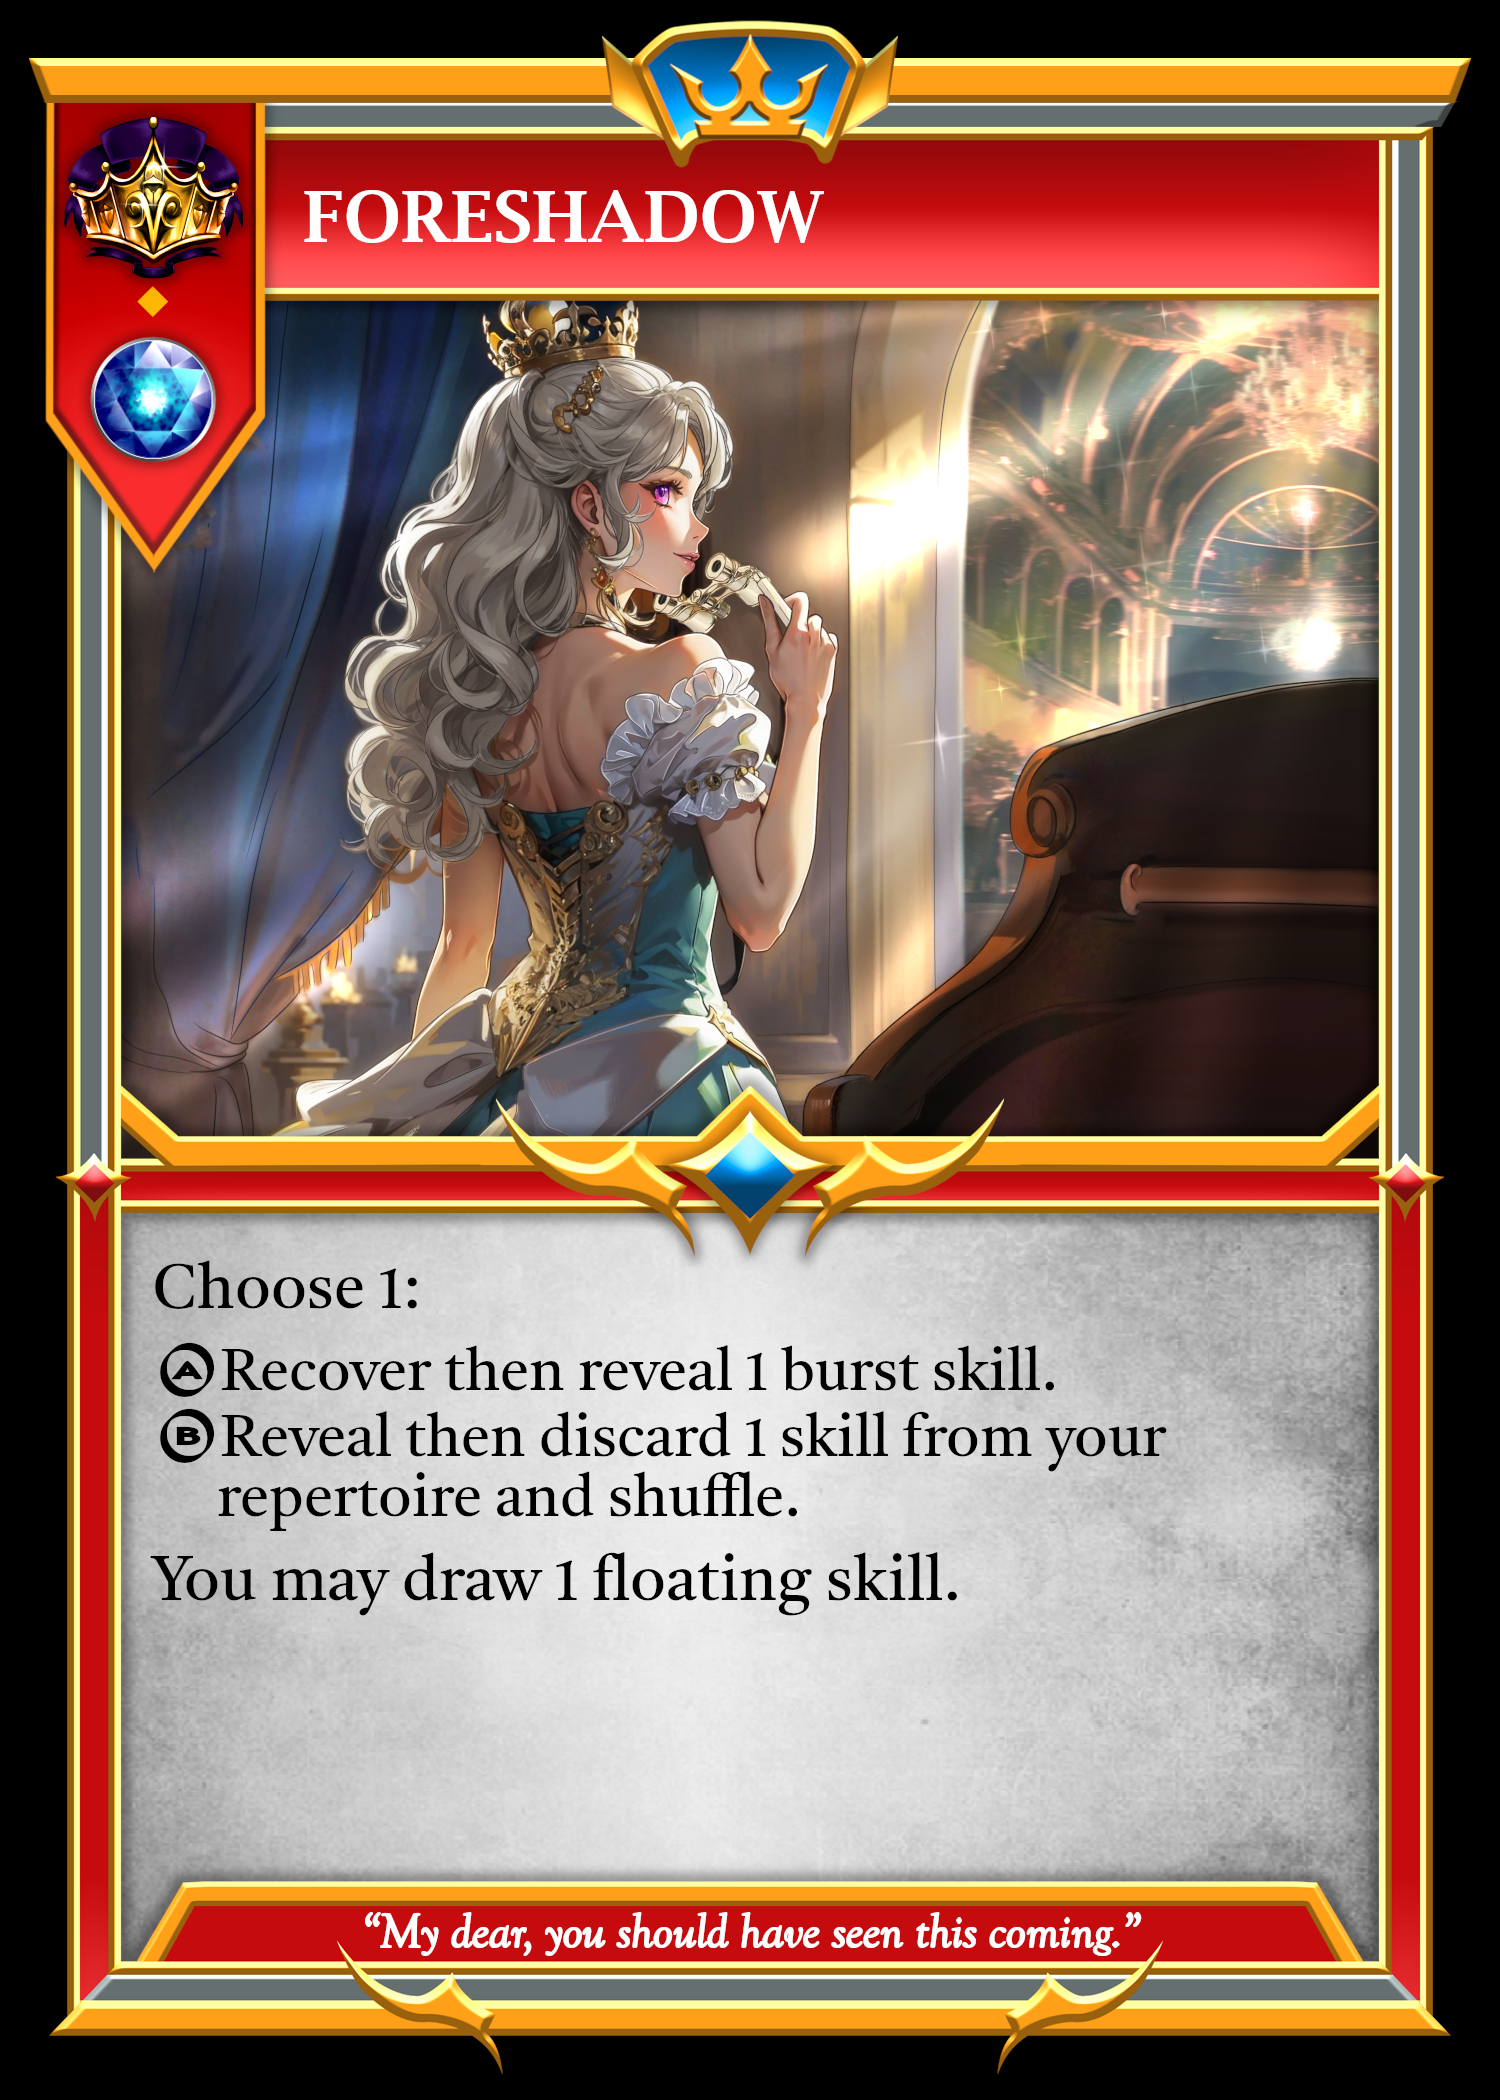 FORESHADOW
Choose 1:
A Recover then reveal 1 burst skill.
B Reveal then discard 1 skill from your
repertoire and shuffle.
You may draw 1 floating skill.
“My dear, you should have seen this coming.”